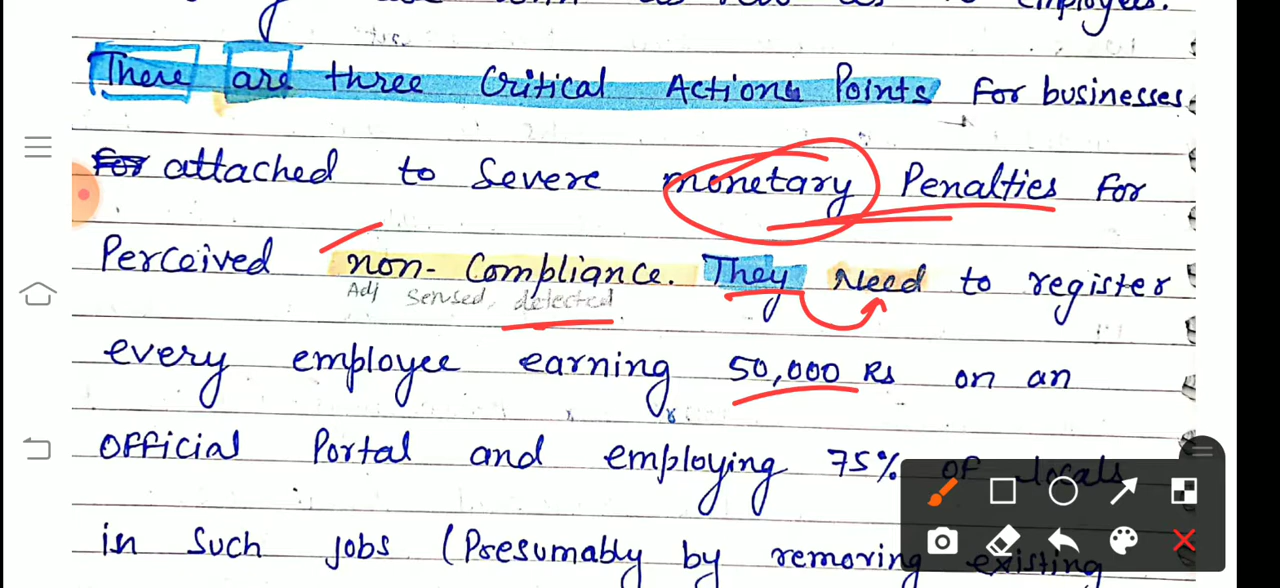 employees.
There are three Critical Actions Points For businesses
For attached to Severe monetary Penalties For
Perceived non-Compliance. They Need to register
Adj Sensed, detected
every employee earning 50,000 Rs on an
official Portal and employing 75% of locals
in Such jobs (Presumably by removing existing